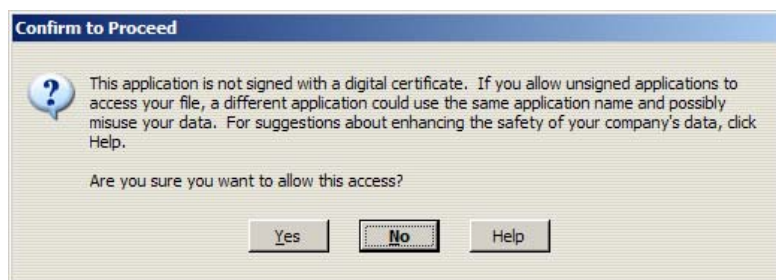 Confirm to Proceed
This application is not signed with a digital certificate.  If you allow unsigned applications to
access your file, a different application could use the same application name and possibly
misuse your data.  For suggestions about enhancing the safety of your company's data, click
Help.
Are you sure you want to allow this access?
Yes No Help